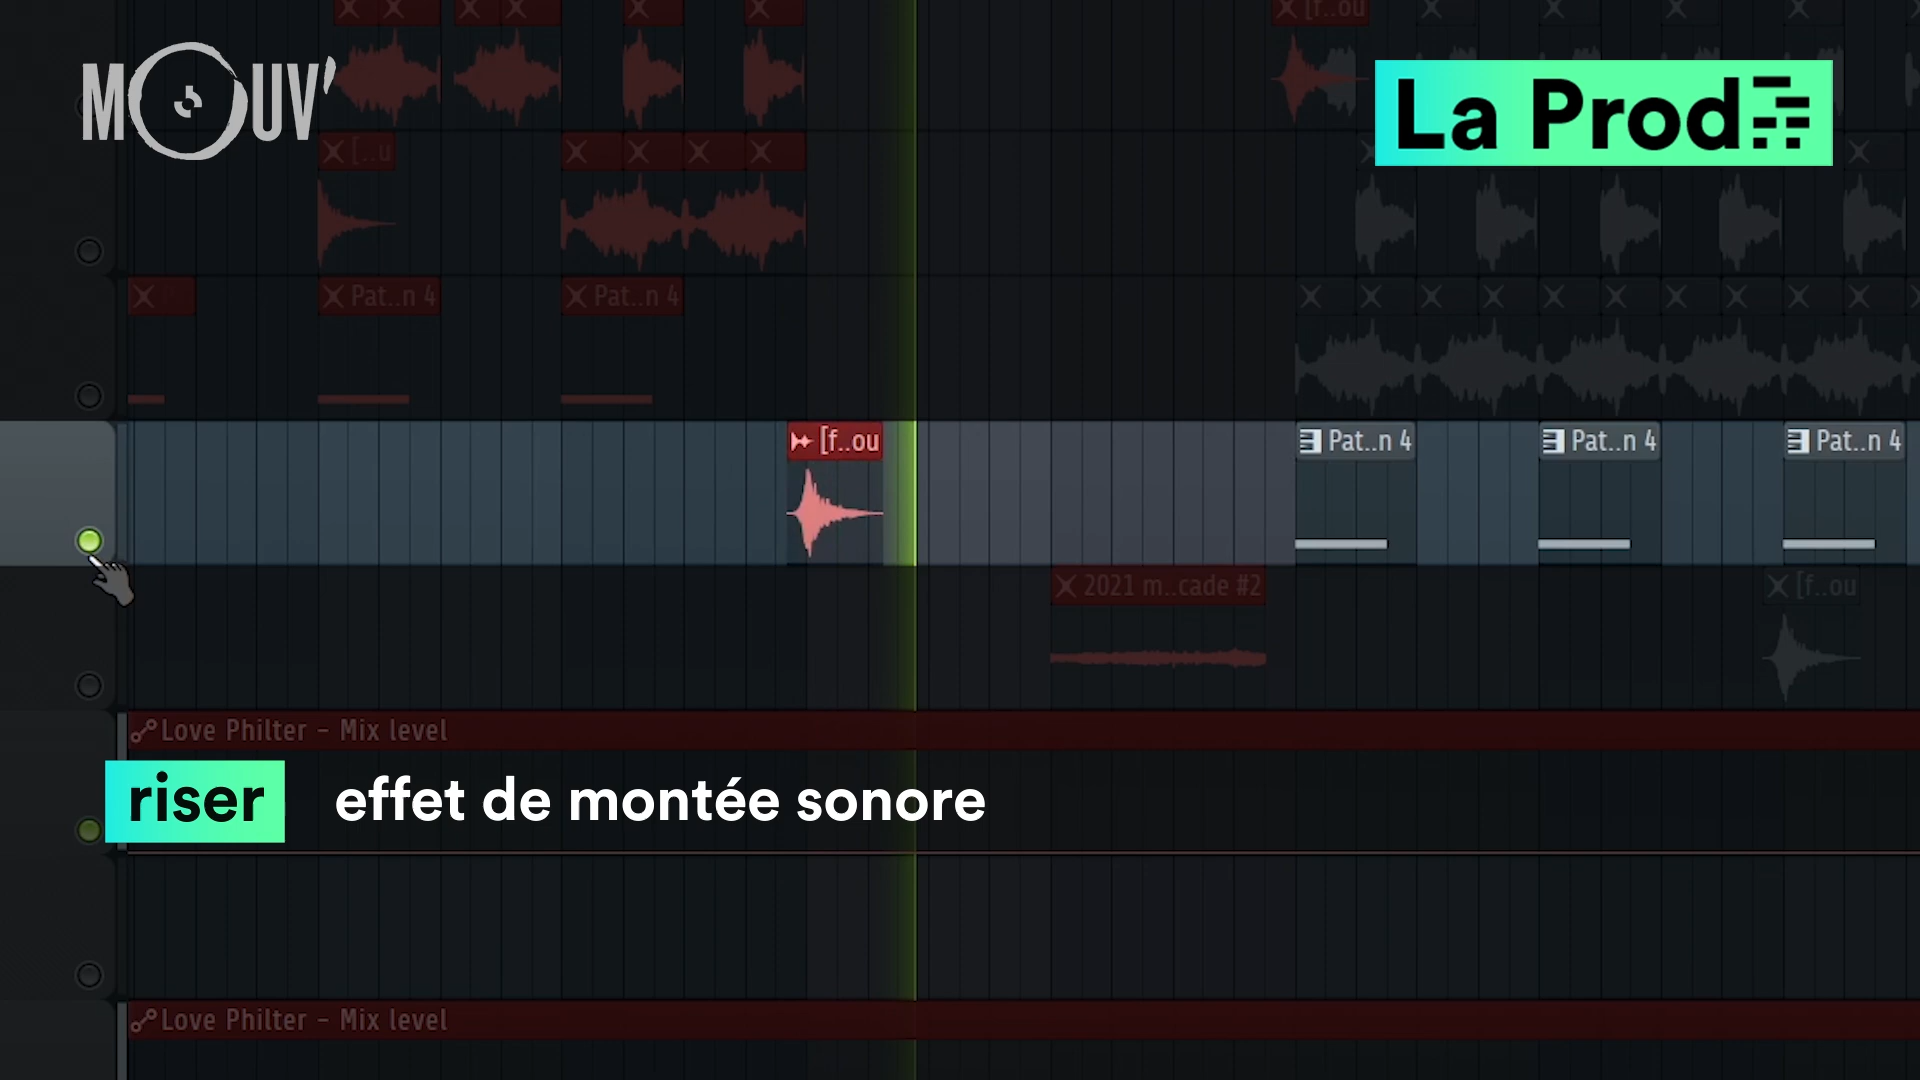 [f..ou
MOUV'
La Prod
[..u
Pat..n 4
Pat..n 4
[f..ou
Pat..n 4
Pat..n 4
Pat..n 4
2021 m..cade #2
[f..ou
Love Philter - Mix level
riser
effet de montée sonore
Love Philter - Mix level